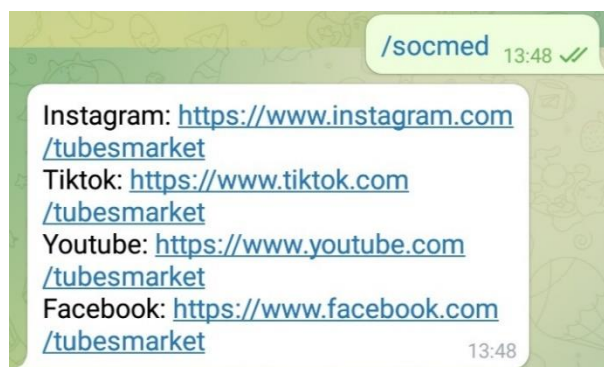 /socmed 13:48
Instagram: https://www.instagram.com
/tubesmarket
Tiktok: https://www.tiktok.com
/tubesmarket
Youtube: https://www.youtube.com
/tubesmarket
Facebook: https://www.facebook.com
/tubesmarket 13:48